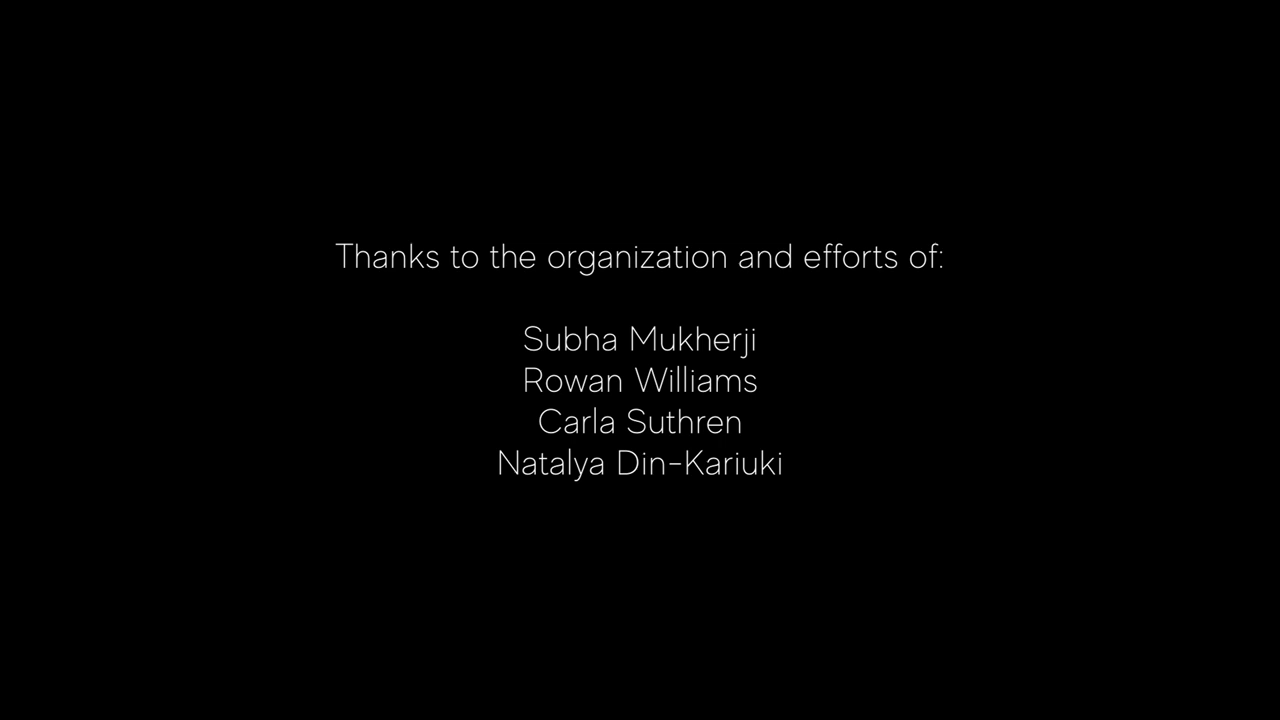 Thanks to the organization and efforts of:
Subha Mukherji
Rowan Williams
Carla Suthren
Natalya Din-Kariuki